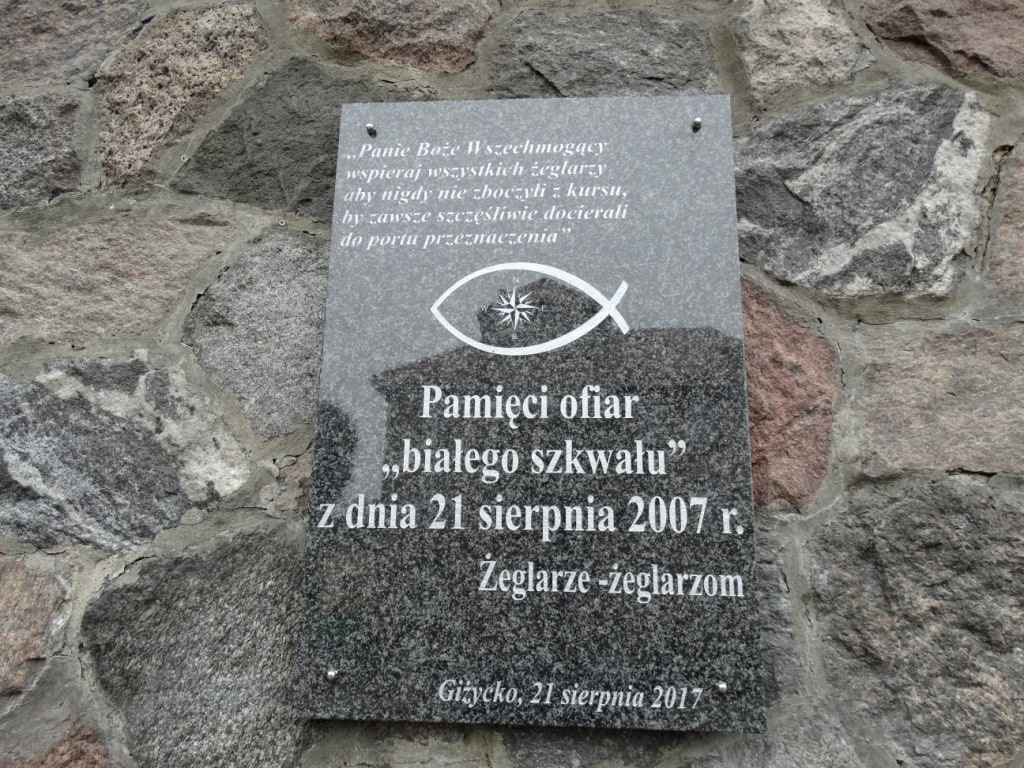 „Panie Boże Wszechmogący
wspieraj wszystkich żeglarzy
aby nigdy nie zboczyli z kursu,
by zawsze szczęśliwie docierali
do portu przeznaczenia”
Pamięci ofiar
„białego szkwału”
z dnia 21 sierpnia 2007 r.
Żeglarze -żeglarzom
Giżycko, 21 sierpnia 2017